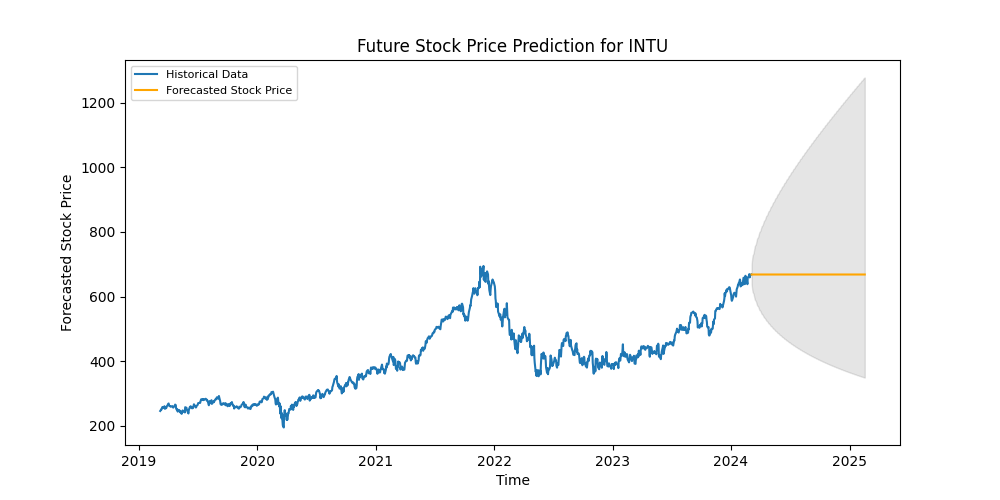 Future Stock Price Prediction for INTU
Historical Data
Forecasted Stock Price
1200
1000
800
600
400
200
Forecasted Stock Price
2019 2020 2021 2022 2023 2024 2025
Time